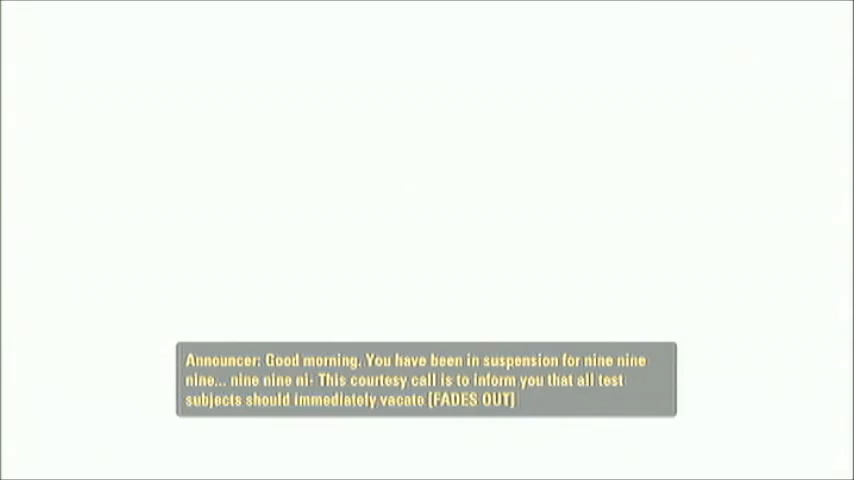 Announcer: Good morning. You have been in suspension for nine nine
nine... nine nine ni- This courtesy call is to inform you that all test
subjects should immediately vacate [FADES OUT]